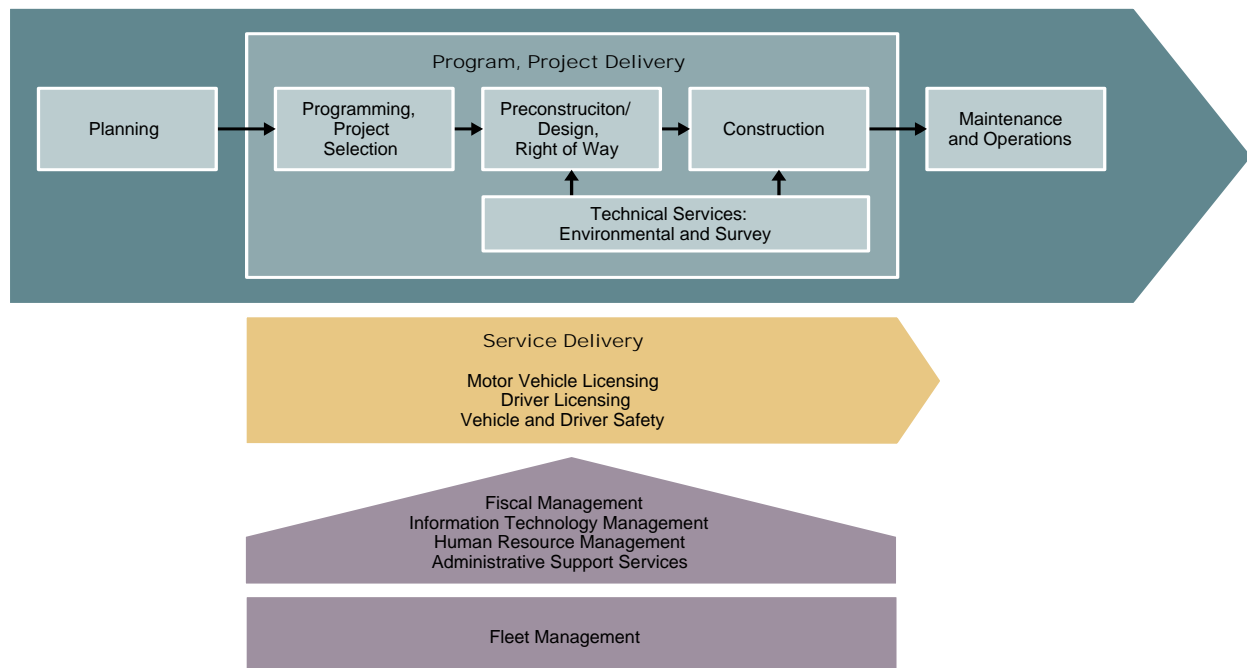 Program, Project Delivery
Planning
Programming,
Project
Selection
Preconstruciton/
Design,
Right of Way
Construction
Maintenance
and Operations
Technical Services:
Environmental and Survey
Service Delivery
Motor Vehicle Licensing
Driver Licensing
Vehicle and Driver Safety
Fiscal Management
Information Technology Management
Human Resource Management
Administrative Support Services
Fleet Management